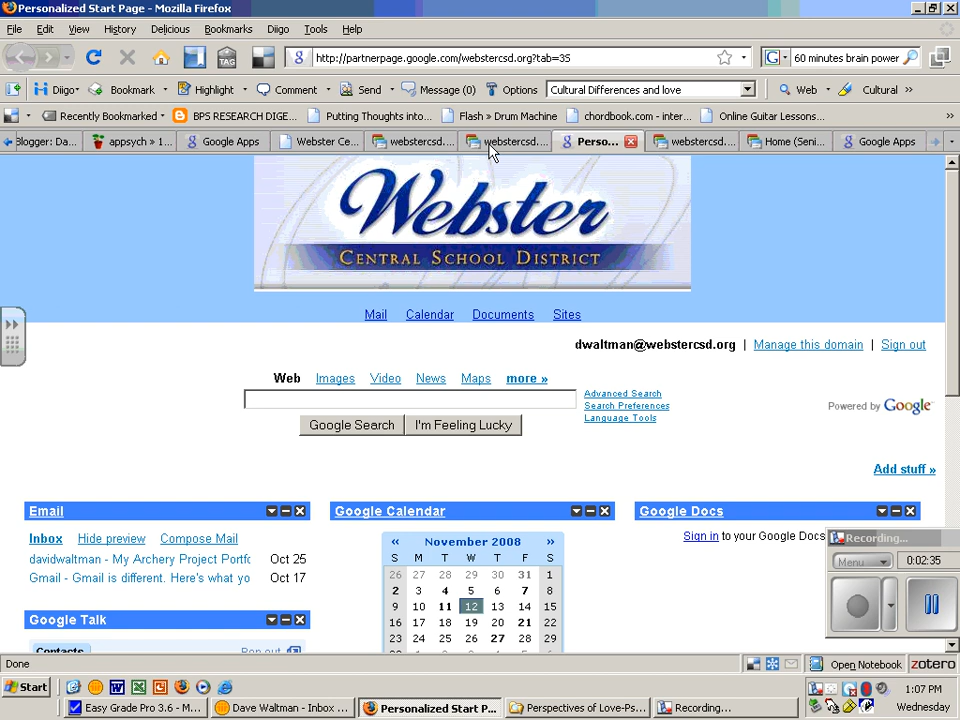 Personalized Start Page - Mozilla Firefox
File Edit View History Delicious Bookmarks Diigo Tools Help
TAG http://partnerpage.google.com/webstercsd.org?tab=35 60 minutes brain power
Diigo Bookmark Highlight Comment Send Message (0) Options Cultural Differences and love Web Cultural »
Recently Bookmarked BPS RESEARCH DIGE... Putting Thoughts into... Flash » Drum Machine chordbook.com - inter... Online Guitar Lessons... »
Blogger: Da... appsych » 1... Google Apps Webster Ce... webstercsd.... webstercsd.... Perso... webstercsd.... Home (Seni... Google Apps
Webster
CENTRAL SCHOOL DISTRICT
Mail Calendar Documents Sites
dwaltman@webstercsd.org | Manage this domain | Sign out
Web Images Video News Maps more »
Advanced Search
Search Preferences
Language Tools
Google Search I'm Feeling Lucky
Powered by Google
Add stuff »
Email
Inbox Hide preview Compose Mail
davidwaltman - My Archery Project Portfc Oct 25
Gmail - Gmail is different. Here's what yo Oct 17
Google Talk
Contacts Pop out
Google Calendar
« November 2008 »
S M T W T F S
26 27 28 29 30 31 1
2 3 4 5 6 7 8
9 10 11 12 13 14 15
16 17 18 19 20 21 22
23 24 25 26 27 28 29
Google Docs
Sign in to your Google Docs
Recording...
Menu 0:02:35
Done Open Notebook zotero
Start 1:07 PM
Easy Grade Pro 3.6 - M... Dave Waltman - Inbox ... Personalized Start P... Perspectives of Love-Ps... Recording... Wednesday